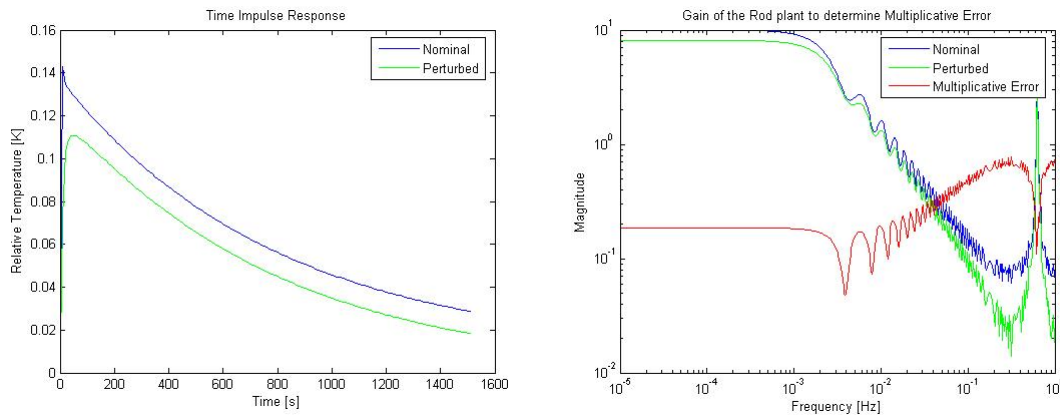 Time Impulse Response
0.16
0.14
0.12
0.1
0.08
0.06
0.04
0.02
0
Relative Temperature [K]
Nominal
Perturbed
0 200 400 600 800 1000 1200 1400 1600
Time [s]
Gain of the Rod plant to determine Multiplicative Error
10^1
10^0
10^-1
10^-2
Magnitude
Nominal
Perturbed
Multiplicative Error
10^-5 10^-4 10^-3 10^-2 10^-1 10^0
Frequency [Hz]